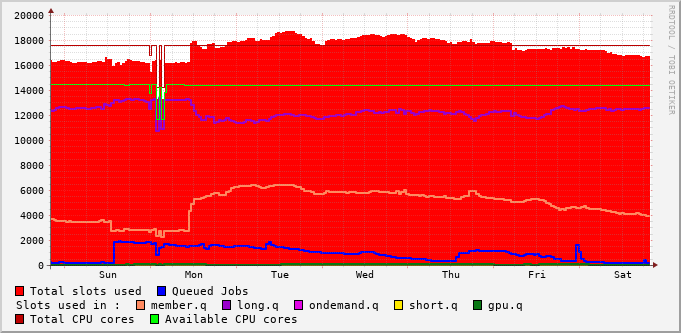 20000
18000
16000
14000
12000
10000
8000
6000
4000
2000
0
Sun Mon Tue Wed Thu Fri Sat
RRDTOOL / TOBI OETIKER
Total slots used Queued Jobs
Slots used in : member.q long.q ondemand.q short.q gpu.q
Total CPU cores Available CPU cores